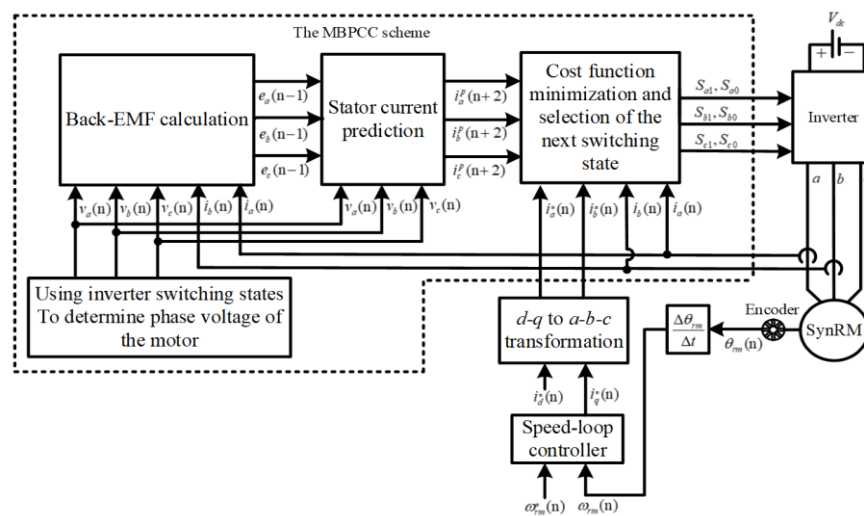 The MBPCC scheme
V_dc
+ −
Back-EMF calculation
e_a(n−1)
e_b(n−1)
e_c(n−1)
Stator current
prediction
i_a^p(n+2)
i_b^p(n+2)
i_c^p(n+2)
Cost function
minimization and
selection of the
next switching
state
S_a1, S_a0
S_b1, S_b0
S_c1, S_c0
Inverter
a b
v_a(n) v_b(n) v_c(n) i_b(n) i_a(n)
v_a(n) v_b(n) v_c(n)
i_a^*(n) i_b^*(n) i_b(n) i_a(n)
Using inverter switching states
To determine phase voltage of
the motor
d-q to a-b-c
transformation
Δθ_rm
Δt
θ_rm(n)
Encoder
SynRM
i_d^*(n) i_q^*(n)
Speed-loop
controller
ω_rm^*(n) ω_rm(n)